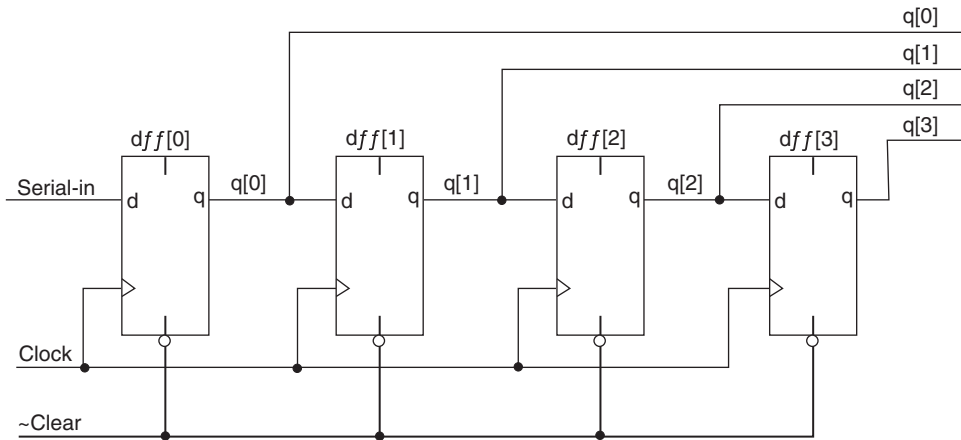 q[0]
q[1]
q[2]
q[3]
dff[0] dff[1] dff[2] dff[3]
Serial-in d q q[0] d q q[1] d q q[2] d q
Clock
~Clear